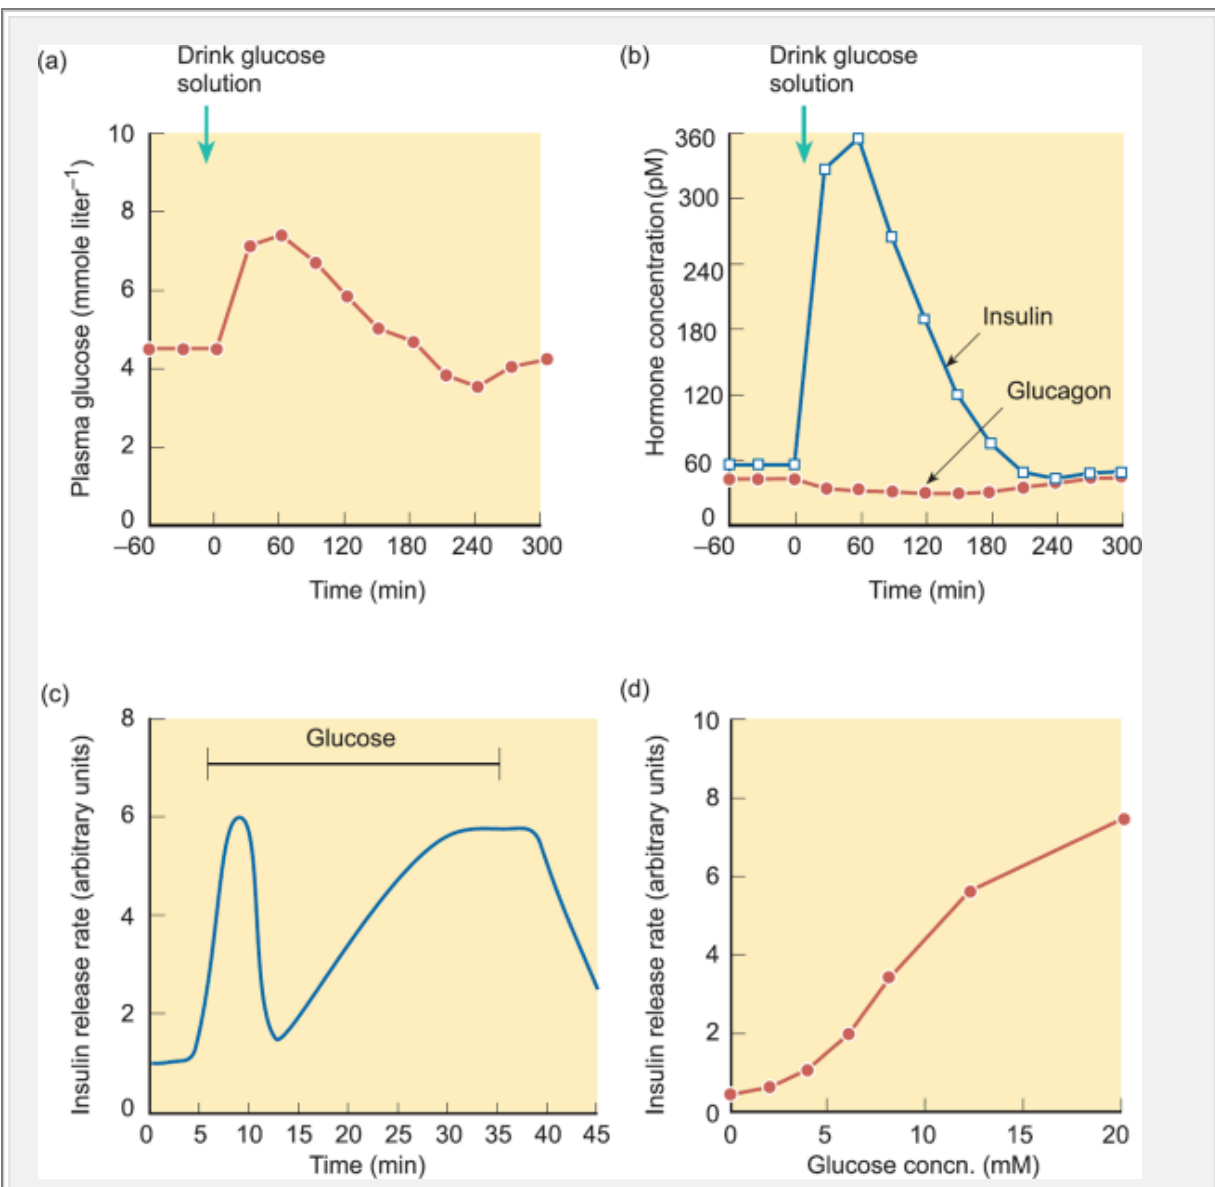 (a)
Drink glucose
solution
10
8
6
4
2
0
Plasma glucose (mmole liter⁻¹)
–60 0 60 120 180 240 300
Time (min)
(b)
Drink glucose
solution
360
300
240
180
120
60
0
Hormone concentration (pM)
Insulin
Glucagon
–60 0 60 120 180 240 300
Time (min)
(c)
8
6
4
2
0
Insulin release rate (arbitrary units)
Glucose
0 5 10 15 20 25 30 35 40 45
Time (min)
(d)
10
8
6
4
2
0
Insulin release rate (arbitrary units)
0 5 10 15 20
Glucose concn. (mM)